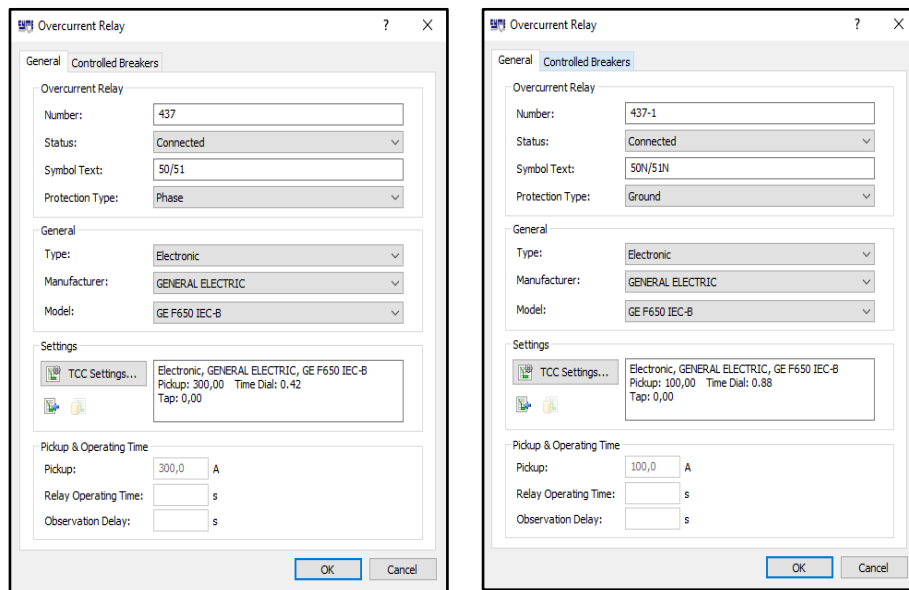 Overcurrent Relay
General
Controlled Breakers
Overcurrent Relay
Number:
437
Status:
Connected
Symbol Text:
50/51
Protection Type:
Phase
General
Type:
Electronic
Manufacturer:
GENERAL ELECTRIC
Model:
GE F650 IEC-B
Settings
TCC Settings...
Electronic, GENERAL ELECTRIC, GE F650 IEC-B
Pickup: 300,00 Time Dial: 0.42
Tap: 0,00
Pickup & Operating Time
Pickup:
300,0
A
Relay Operating Time:
s
Observation Delay:
s
OK
Cancel
Overcurrent Relay
General
Controlled Breakers
Overcurrent Relay
Number:
437-1
Status:
Connected
Symbol Text:
50N/51N
Protection Type:
Ground
General
Type:
Electronic
Manufacturer:
GENERAL ELECTRIC
Model:
GE F650 IEC-B
Settings
TCC Settings...
Electronic, GENERAL ELECTRIC, GE F650 IEC-B
Pickup: 100,00 Time Dial: 0.88
Tap: 0,00
Pickup & Operating Time
Pickup:
100,0
A
Relay Operating Time:
s
Observation Delay:
s
OK
Cancel